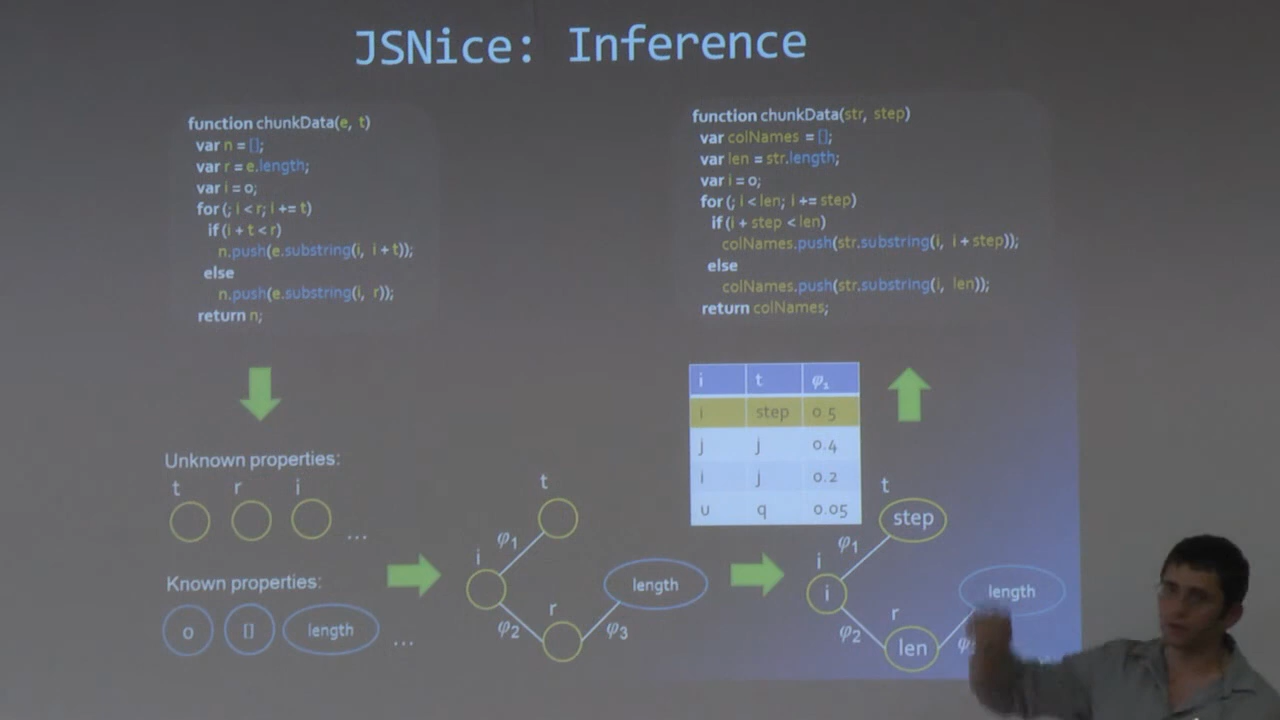 JSNice: Inference
function chunkData(e, t)
var n = [];
var r = e.length;
var i = 0;
for (; i < r; i += t)
if (i + t < r)
n.push(e.substring(i, i + t));
else
n.push(e.substring(i, r));
return n;
function chunkData(str, step)
var colNames = [];
var len = str.length;
var i = 0;
for (; i < len; i += step)
if (i + step < len)
colNames.push(str.substring(i, i + step));
else
colNames.push(str.substring(i, len));
return colNames;
Unknown properties:
t r i
...
Known properties:
0 [] length ...
t
φ1
i
r
φ2
φ3
length
i t φ1
i step 0.5
j j 0.4
i j 0.2
u q 0.05
t
step
φ1
i
i
r
φ2
len
length